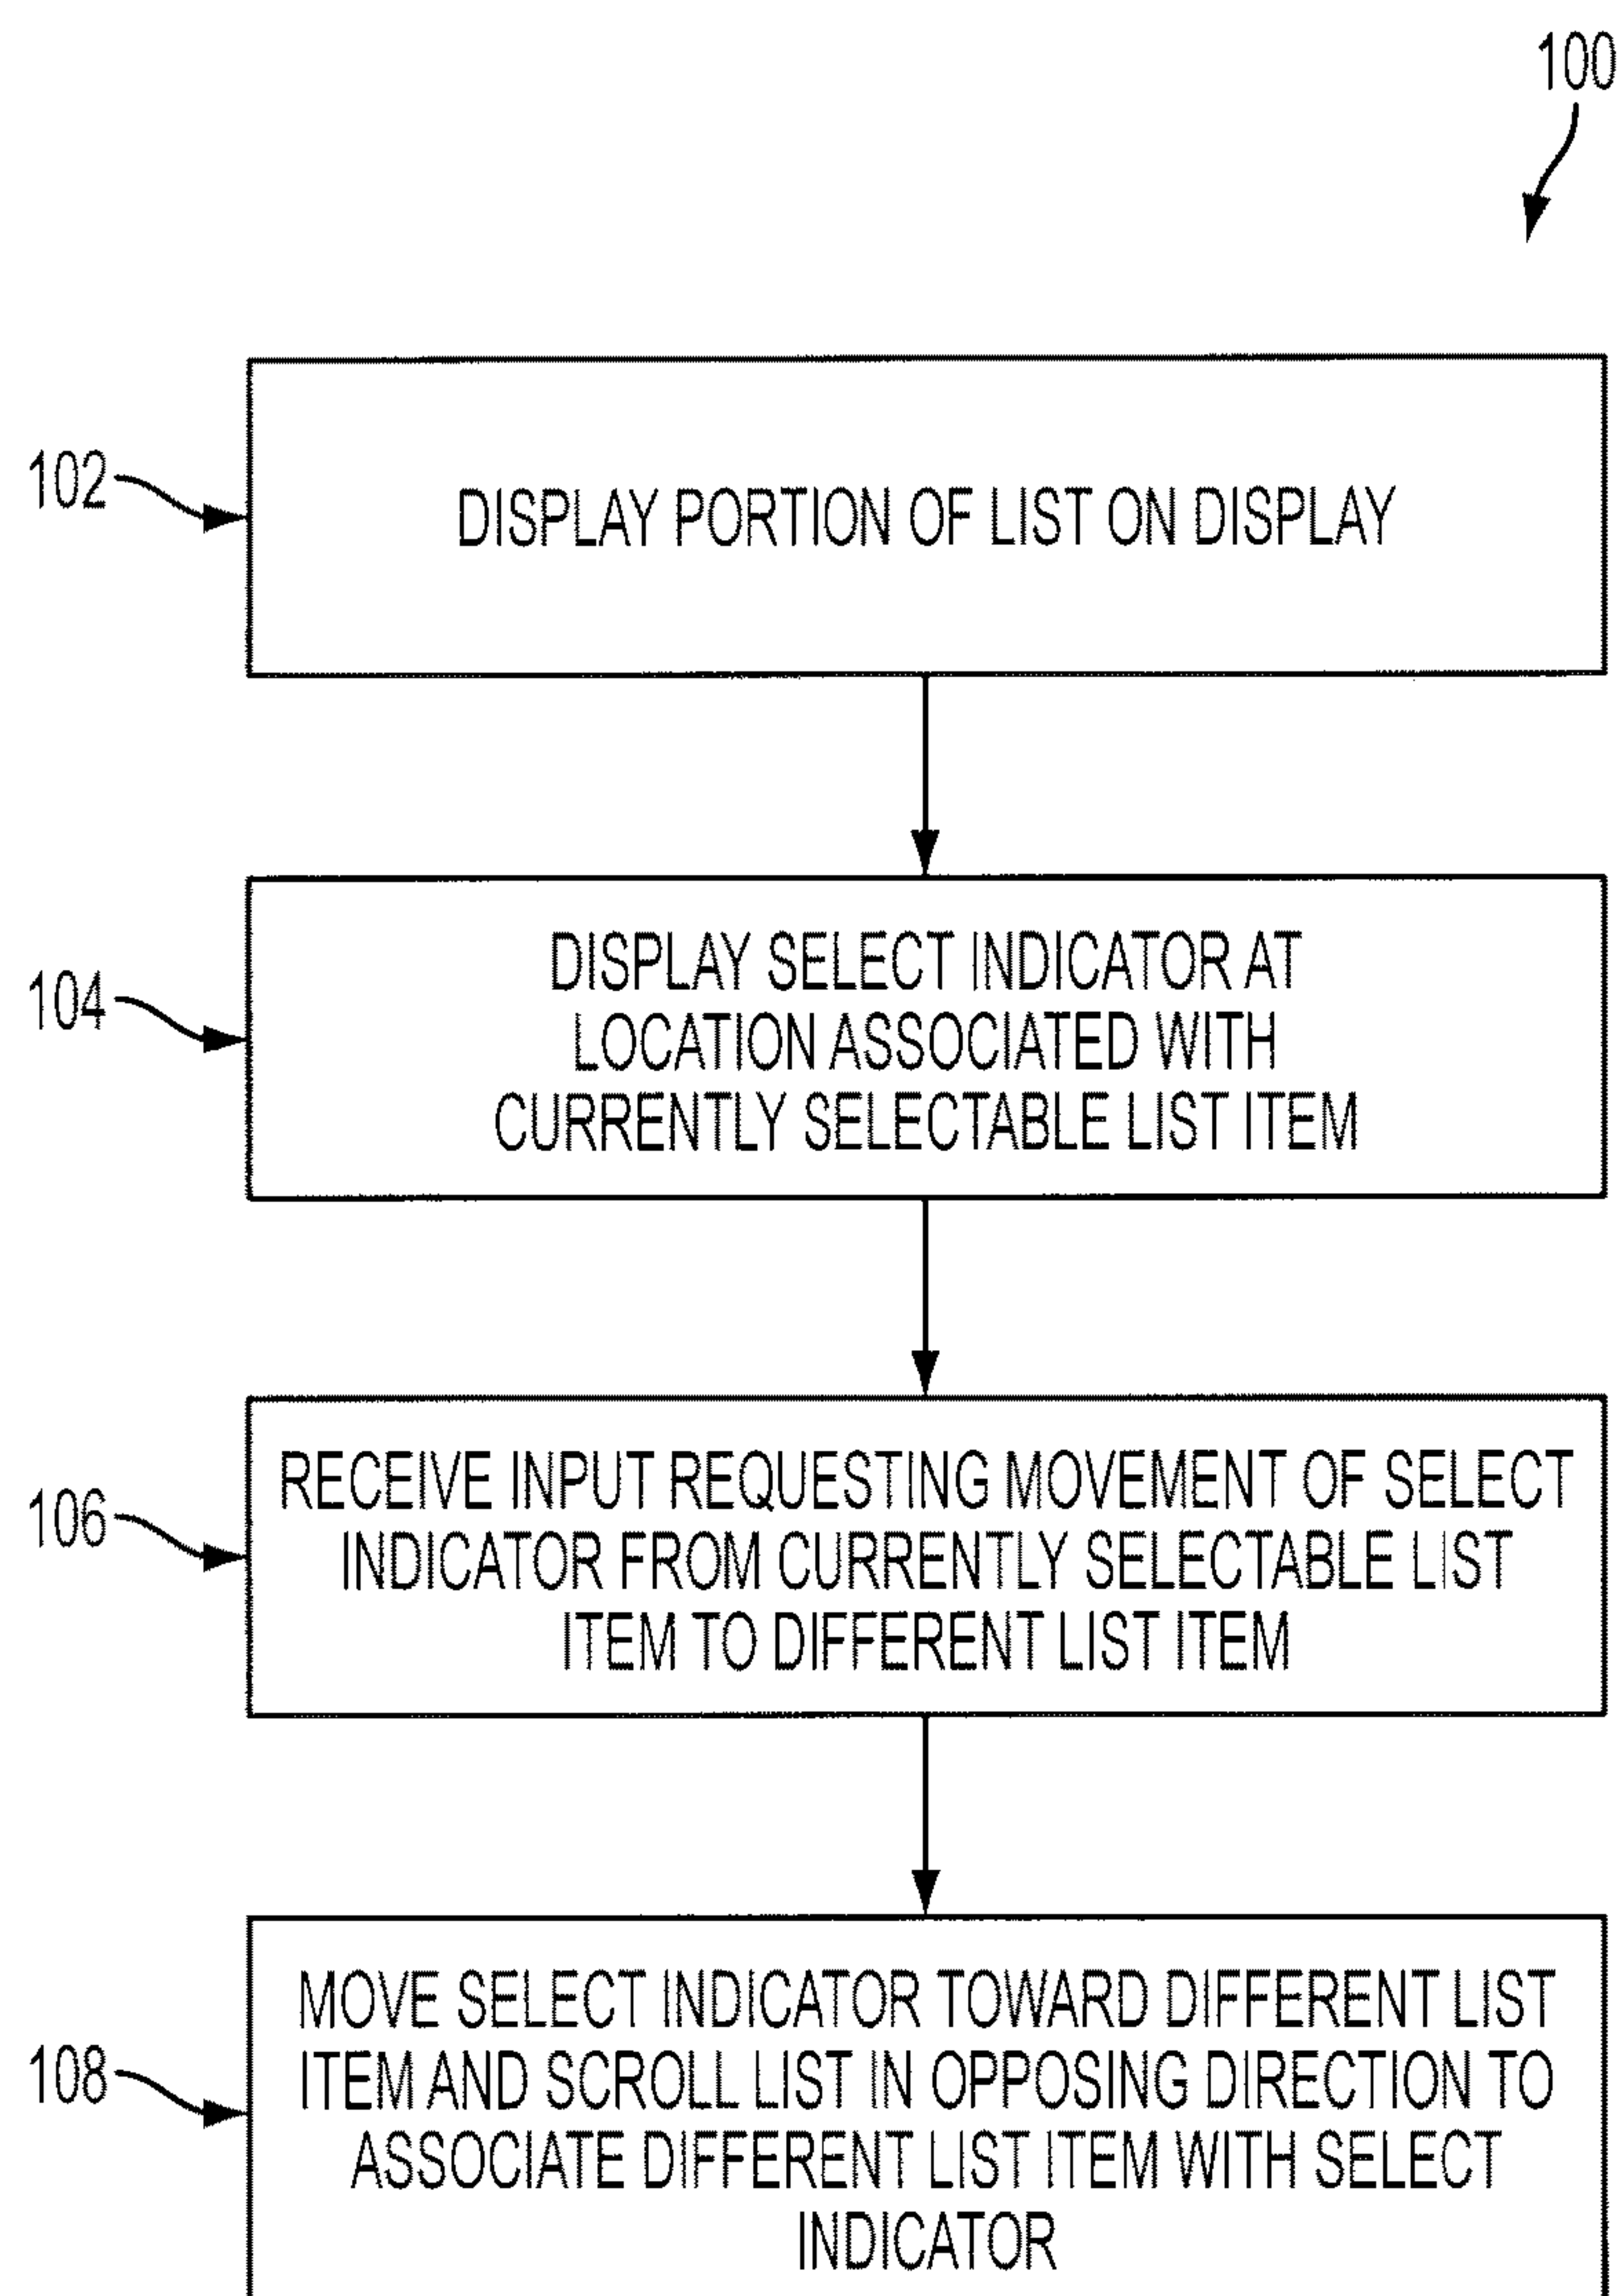 100
102
DISPLAY PORTION OF LIST ON DISPLAY
104
DISPLAY SELECT INDICATOR AT
LOCATION ASSOCIATED WITH
CURRENTLY SELECTABLE LIST ITEM
106
RECEIVE INPUT REQUESTING MOVEMENT OF SELECT
INDICATOR FROM CURRENTLY SELECTABLE LIST
ITEM TO DIFFERENT LIST ITEM
108
MOVE SELECT INDICATOR TOWARD DIFFERENT LIST
ITEM AND SCROLL LIST IN OPPOSING DIRECTION TO
ASSOCIATE DIFFERENT LIST ITEM WITH SELECT
INDICATOR